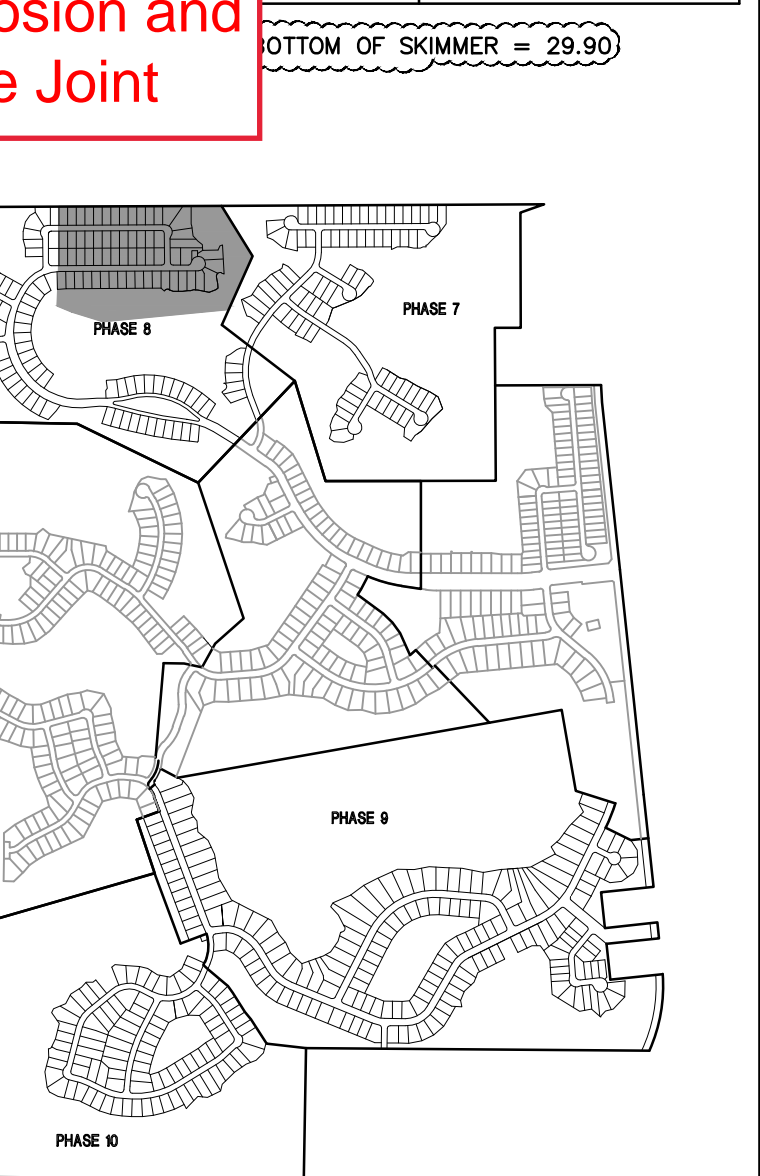 osion and
BOTTOM OF SKIMMER = 29.90
e Joint
PHASE 7
PHASE 8
PHASE 9
PHASE 10